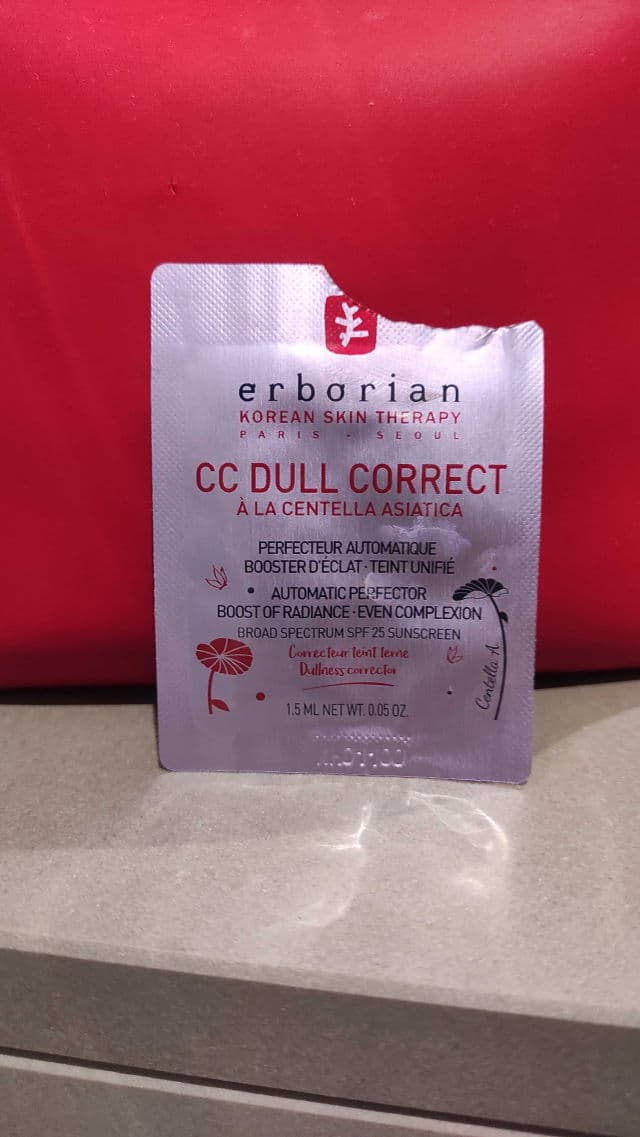 erborian
KOREAN SKIN THERAPY
PARIS - SEOUL
CC DULL CORRECT
À LA CENTELLA ASIATICA
PERFECTEUR AUTOMATIQUE
BOOSTER D'ÉCLAT · TEINT UNIFIÉ
AUTOMATIC PERFECTOR
BOOST OF RADIANCE · EVEN COMPLEXION
BROAD SPECTRUM SPF 25 SUNSCREEN
Correcteur teint terne
Dullness corrector
Centella A.
1.5 ML NET WT. 0.05 OZ.